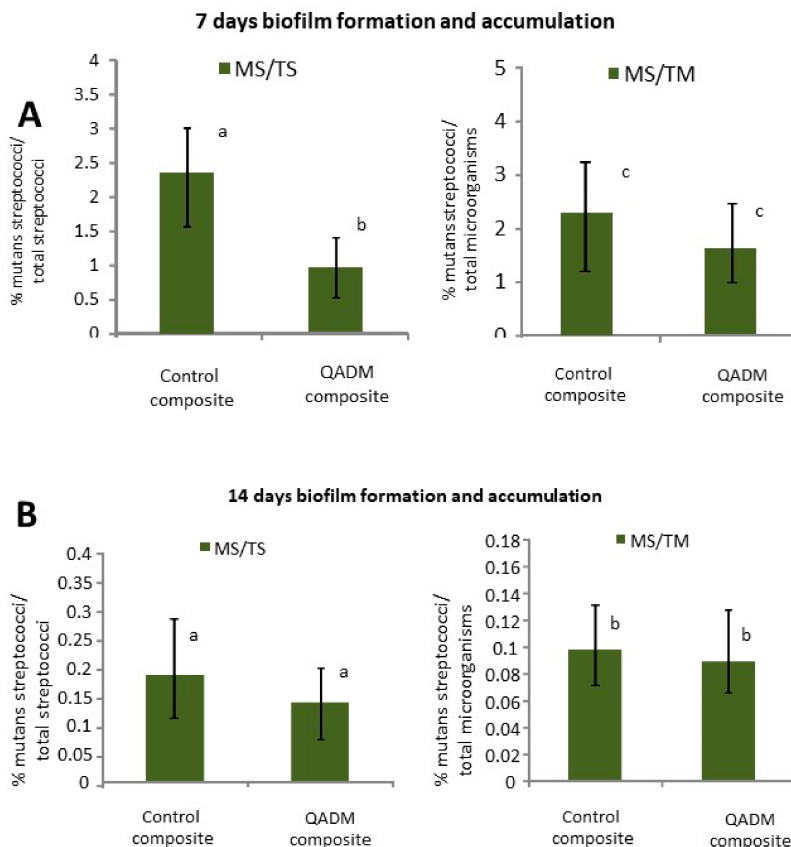 7 days biofilm formation and accumulation
A
MS/TS
% mutans streptococci/
total streptococci
4
3.5
3
2.5
2
1.5
1
0.5
0
a
b
Control
composite
QADM
composite
MS/TM
% mutans streptococci/
total microorganisms
5
4
3
2
1
0
c
c
Control
composite
QADM
composite
14 days biofilm formation and accumulation
B
MS/TS
% mutans streptococci/
total streptococci
0.4
0.35
0.3
0.25
0.2
0.15
0.1
0.05
0
a
a
Control
composite
QADM
composite
MS/TM
% mutans streptococci/
total microorganisms
0.18
0.16
0.14
0.12
0.1
0.08
0.06
0.04
0.02
0
b
b
Control
composite
QADM
composite